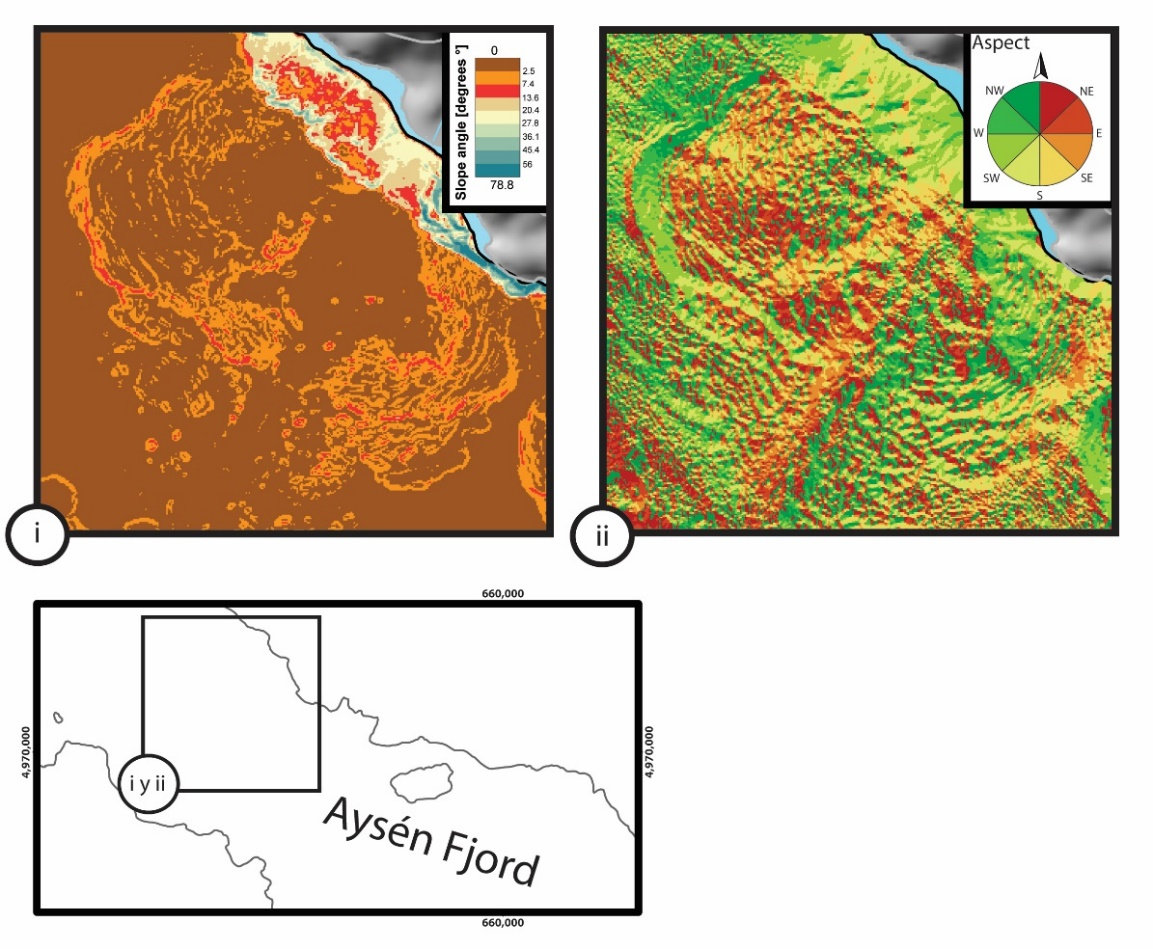 Slope angle [degrees °]
0
2.5
7.4
13.6
20.4
27.8
36.1
45.4
56
78.8
i
Aspect
NW
NE
W
E
SW
SE
S
ii
660,000
4,970,000
4,970,000
i y ii
Aysén Fjord
660,000